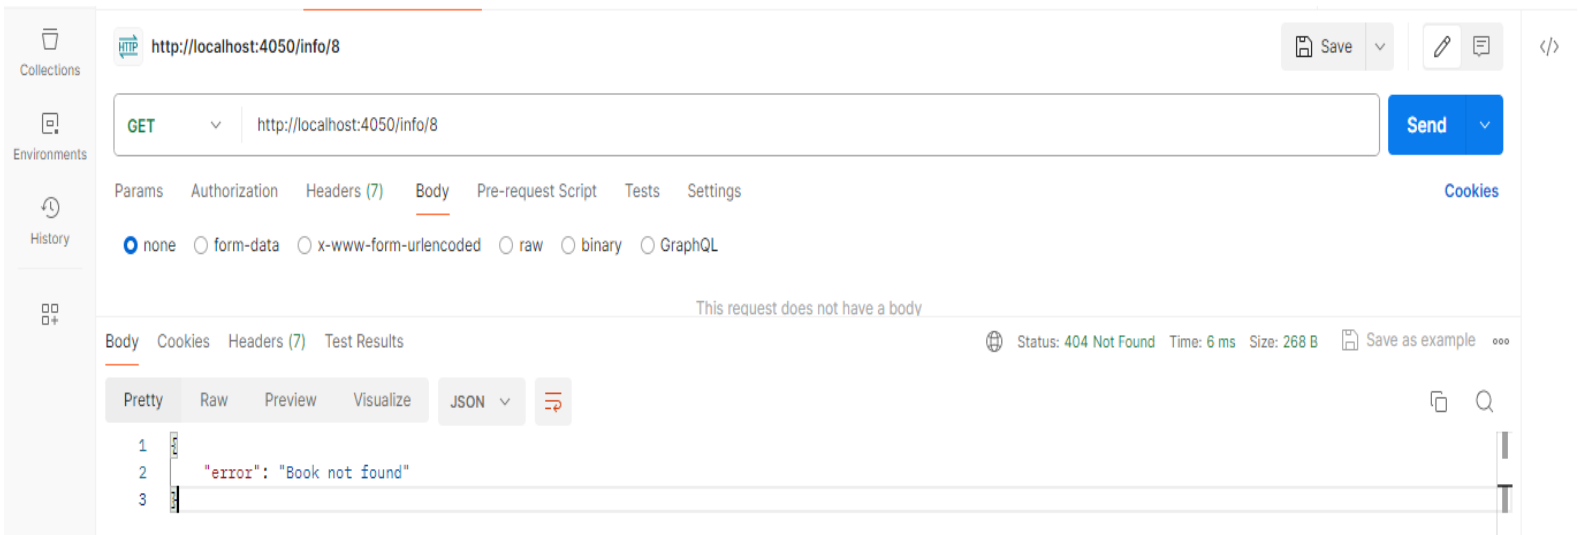 Collections
Environments
History
HTTP http://localhost:4050/info/8
Save
GET http://localhost:4050/info/8 Send
Params Authorization Headers (7) Body Pre-request Script Tests Settings Cookies
none form-data x-www-form-urlencoded raw binary GraphQL
This request does not have a body
Body Cookies Headers (7) Test Results Status: 404 Not Found Time: 6 ms Size: 268 B Save as example
Pretty Raw Preview Visualize JSON
1 {
2 "error": "Book not found"
3 }